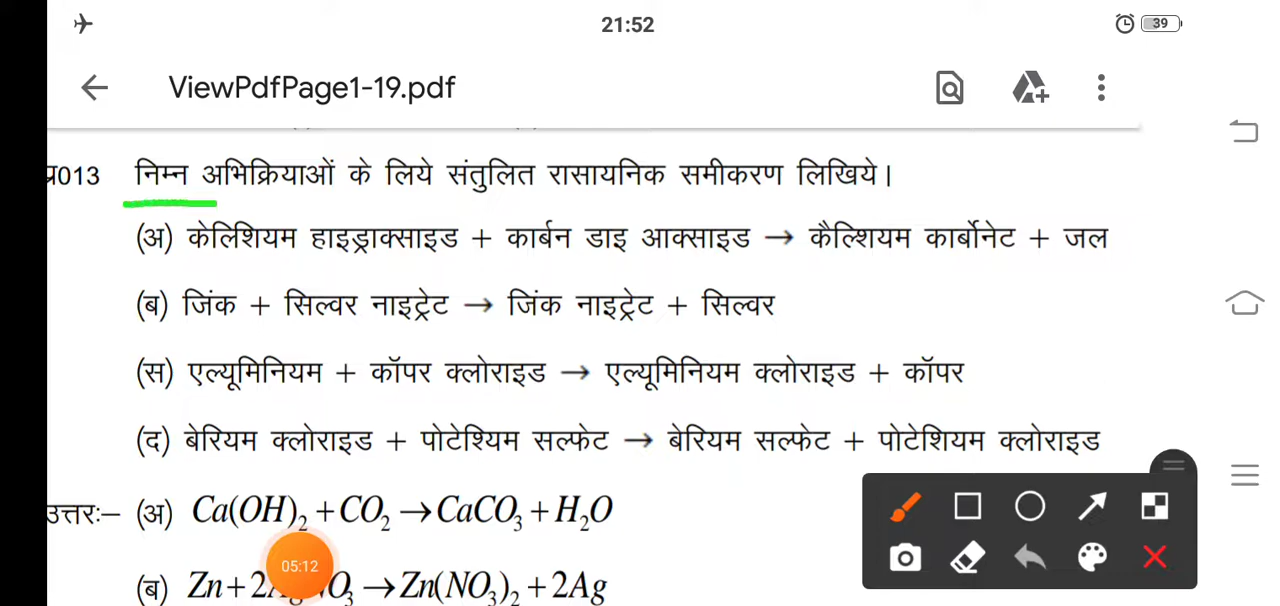 21:52
39
ViewPdfPage1-19.pdf
प्र013 निम्न अभिक्रियाओं के लिये संतुलित रासायनिक समीकरण लिखिये।
(अ) केलिशियम हाइड्राक्साइड + कार्बन डाइ आक्साइड → कैल्शियम कार्बोनेट + जल
(ब) जिंक + सिल्वर नाइट्रेट → जिंक नाइट्रेट + सिल्वर
(स) एल्यूमिनियम + कॉपर क्लोराइड → एल्यूमिनियम क्लोराइड + कॉपर
(द) बेरियम क्लोराइड + पोटेश्यिम सल्फेट → बेरियम सल्फेट + पोटेशियम क्लोराइड
उत्तरः– (अ) Ca(OH)₂ + CO₂ → CaCO₃ + H₂O
05:12
(ब) Zn + 2AgNO₃ → Zn(NO₃)₂ + 2Ag